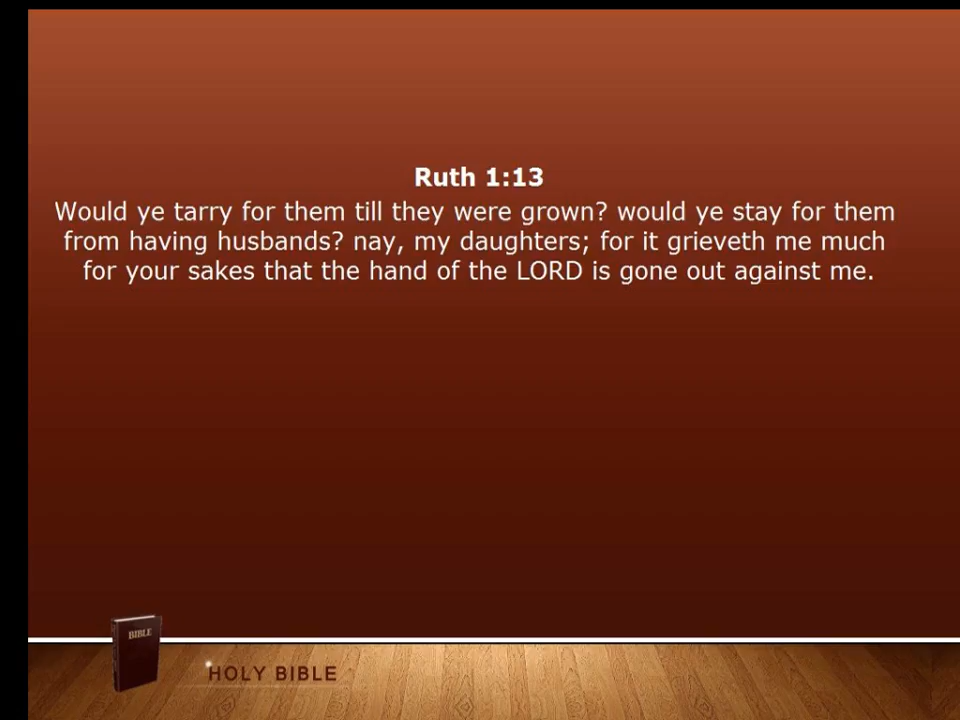 Ruth 1:13
Would ye tarry for them till they were grown? would ye stay for them
from having husbands? nay, my daughters; for it grieveth me much
for your sakes that the hand of the LORD is gone out against me.
BIBLE
HOLY BIBLE